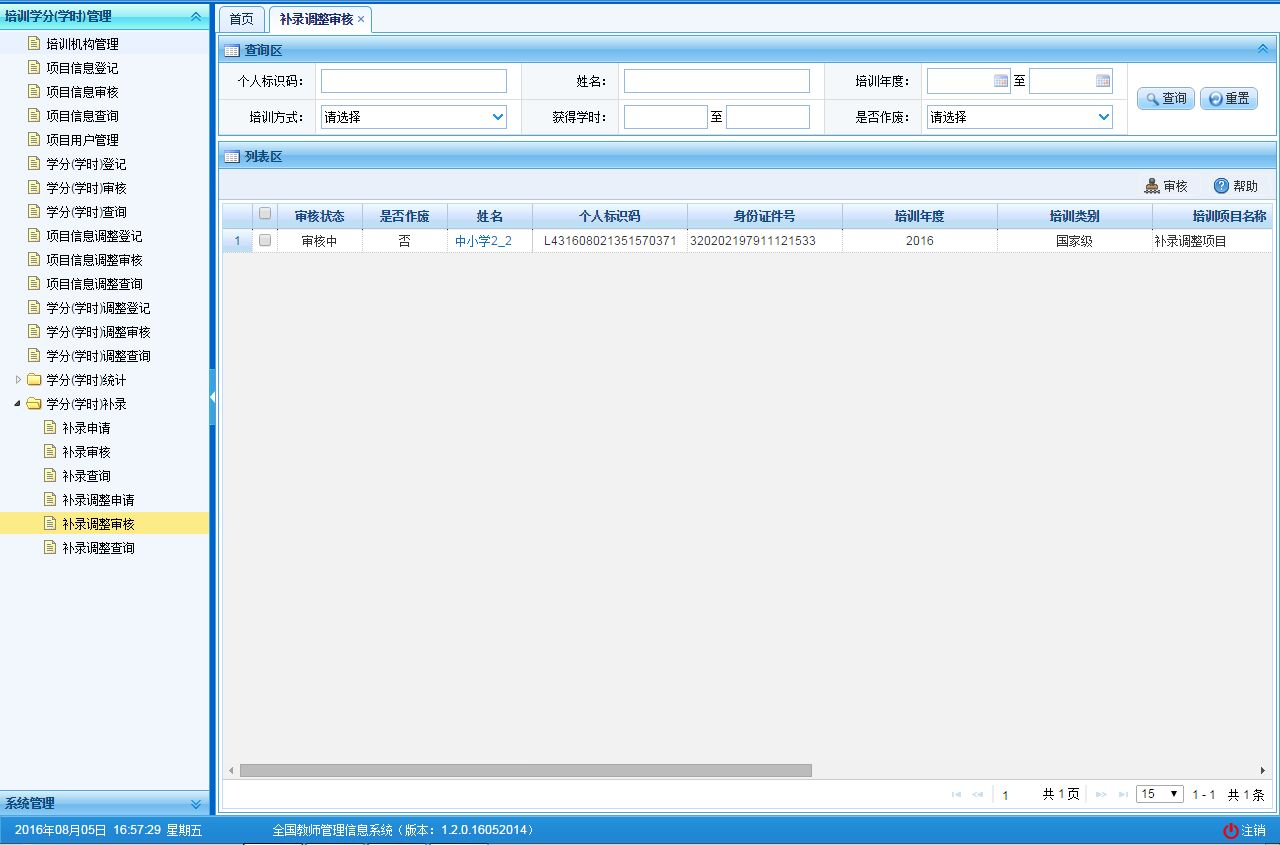 培训学分(学时)管理
培训机构管理
项目信息登记
项目信息审核
项目信息查询
项目用户管理
学分(学时)登记
学分(学时)审核
学分(学时)查询
项目信息调整登记
项目信息调整审核
项目信息调整查询
学分(学时)调整登记
学分(学时)调整审核
学分(学时)调整查询
学分(学时)统计
学分(学时)补录
补录申请
补录审核
补录查询
补录调整申请
补录调整审核
补录调整查询
系统管理
首页 补录调整审核 ×
查询区
个人标识码： 姓名： 培训年度： 至
培训方式： 请选择 获得学时： 至 是否作废： 请选择
查询 重置
列表区
审核 帮助
审核状态 是否作废 姓名 个人标识码 身份证件号 培训年度 培训类别 培训项目名称
1 审核中 否 中小学2_2 L431608021351570371 320202197911121533 2016 国家级 补录调整项目
1 共 1 页 15 1 - 1 共 1 条
2016年08月05日 16:57:29 星期五 全国教师管理信息系统（版本：1.2.0.16052014） 注销